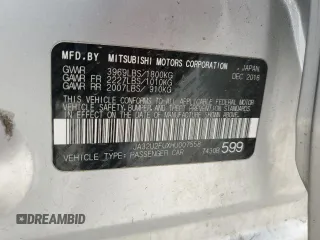 MFD.BY MITSUBISHI MOTORS CORPORATION, JAPAN
GVWR 3969LBS/1800KG DEC 2018
GAWR FR 2227LBS/1010KG
GAWR RR 2007LBS/ 910KG
THIS VEHICLE CONFORMS TO ALL APPLICABLE FEDERAL MOTOR VEHICLE SAFETY, BUMPER, AND THEFT PREVENTION STANDARDS IN EFFECT ON THE DATE OF MANUFACTURE SHOWN ABOVE.
VEHICLE TYPE: PASSENGER CAR 599
DREAMBID